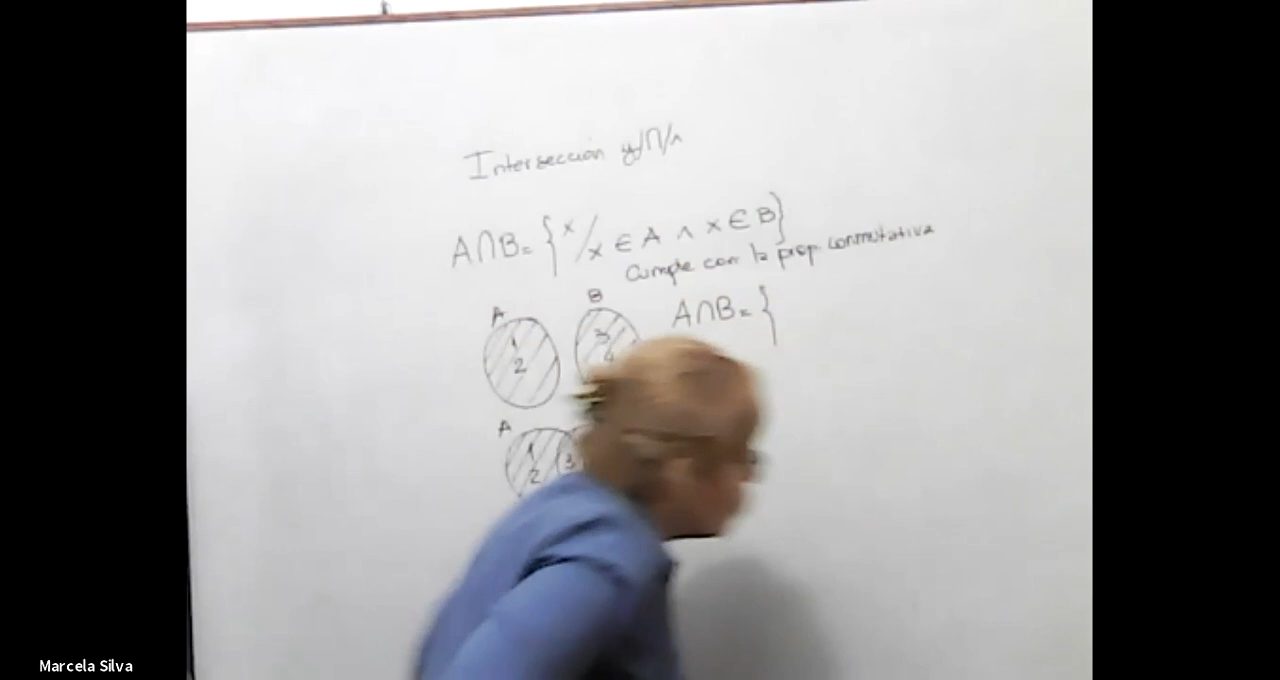 Intersección y/∩/∧
A∩B= {x/x ∈ A ∧ x ∈ B}
Cumple con la prop. conmutativa
A B A∩B= {
1 3
2 4
A
1
2 3
Marcela Silva